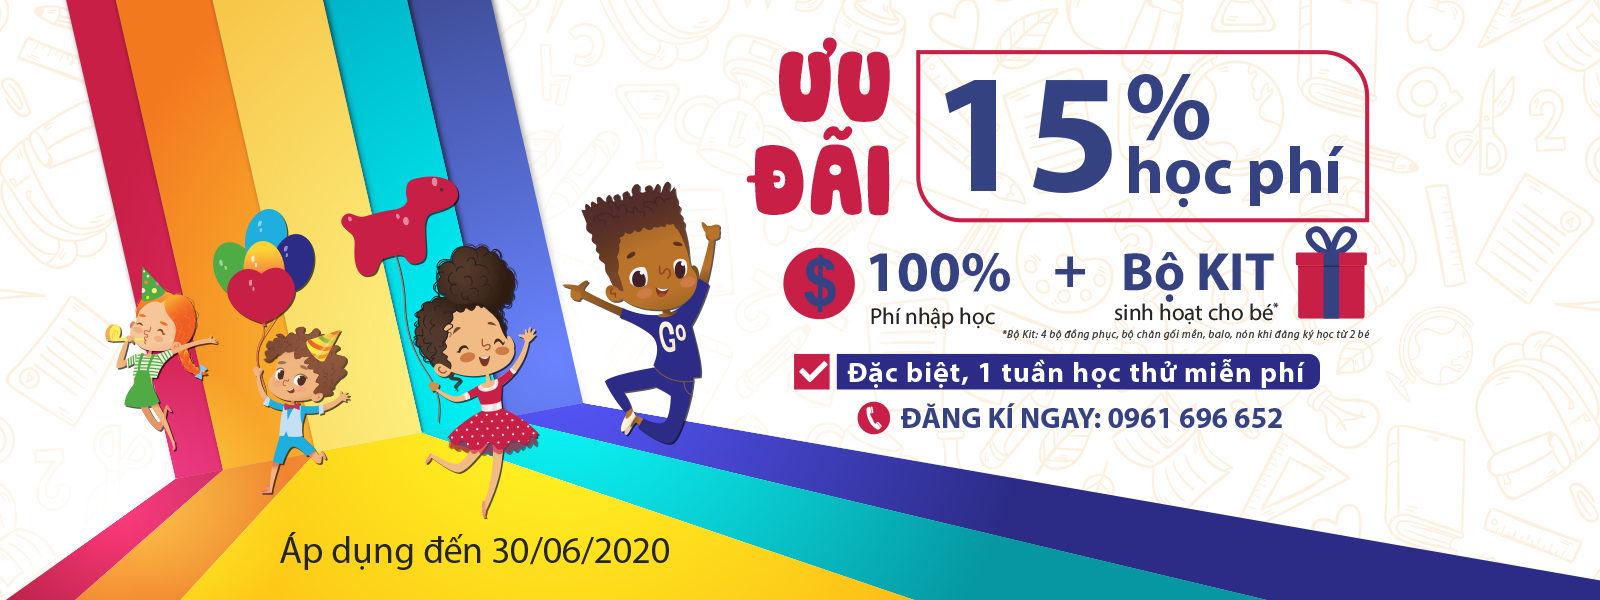 ƯU
ĐÃI
15%
học phí
$ 100% + Bộ KIT
Phí nhập học
sinh hoạt cho bé*
*Bộ Kit: 4 bộ đồng phục, bộ chăn gối mền, balo, nón khi đăng ký học từ 2 bé
Đặc biệt, 1 tuần học thử miễn phí
ĐĂNG KÍ NGAY: 0961 696 652
GO
Áp dụng đến 30/06/2020